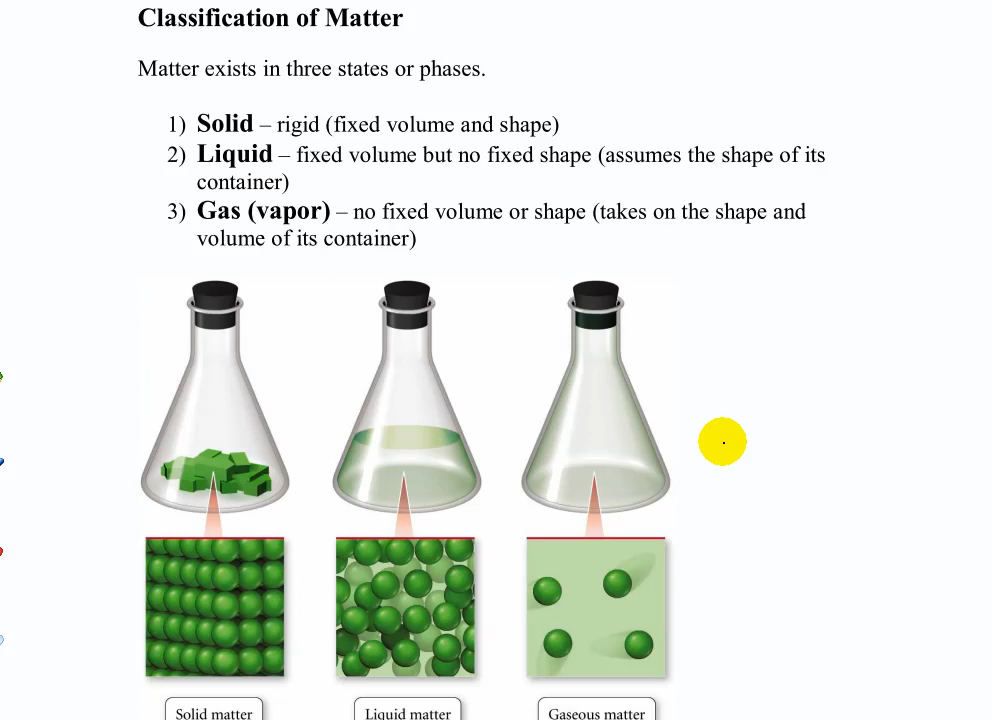 Classification of Matter
Matter exists in three states or phases.
1) Solid – rigid (fixed volume and shape)
2) Liquid – fixed volume but no fixed shape (assumes the shape of its
container)
3) Gas (vapor) – no fixed volume or shape (takes on the shape and
volume of its container)
Solid matter
Liquid matter
Gaseous matter